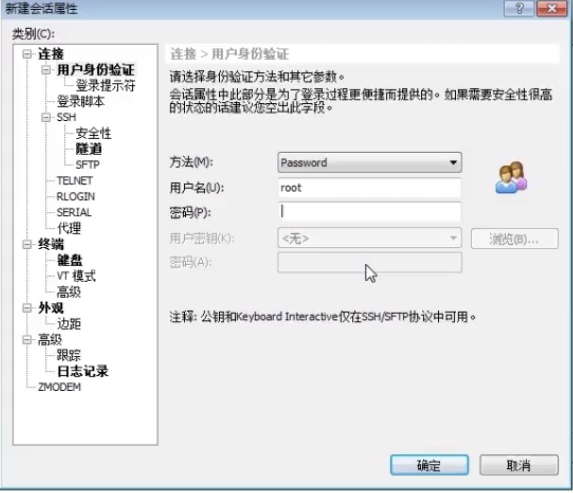 新建会话属性
类别(C):
连接
用户身份验证
登录提示符
登录脚本
SSH
安全性
隧道
SFTP
TELNET
RLOGIN
SERIAL
代理
终端
键盘
VT 模式
高级
外观
边距
高级
跟踪
日志记录
ZMODEM
连接 > 用户身份验证
请选择身份验证方法和其它参数。
会话属性中此部分是为了登录过程更便捷而提供的。如果需要安全性很高
的状态的话建议您空出此字段。
方法(M): Password
用户名(U): root
密码(P):
用户密钥(K): <无> 浏览(B)...
密码(A):
注释: 公钥和Keyboard Interactive仅在SSH/SFTP协议中可用。
确定 取消